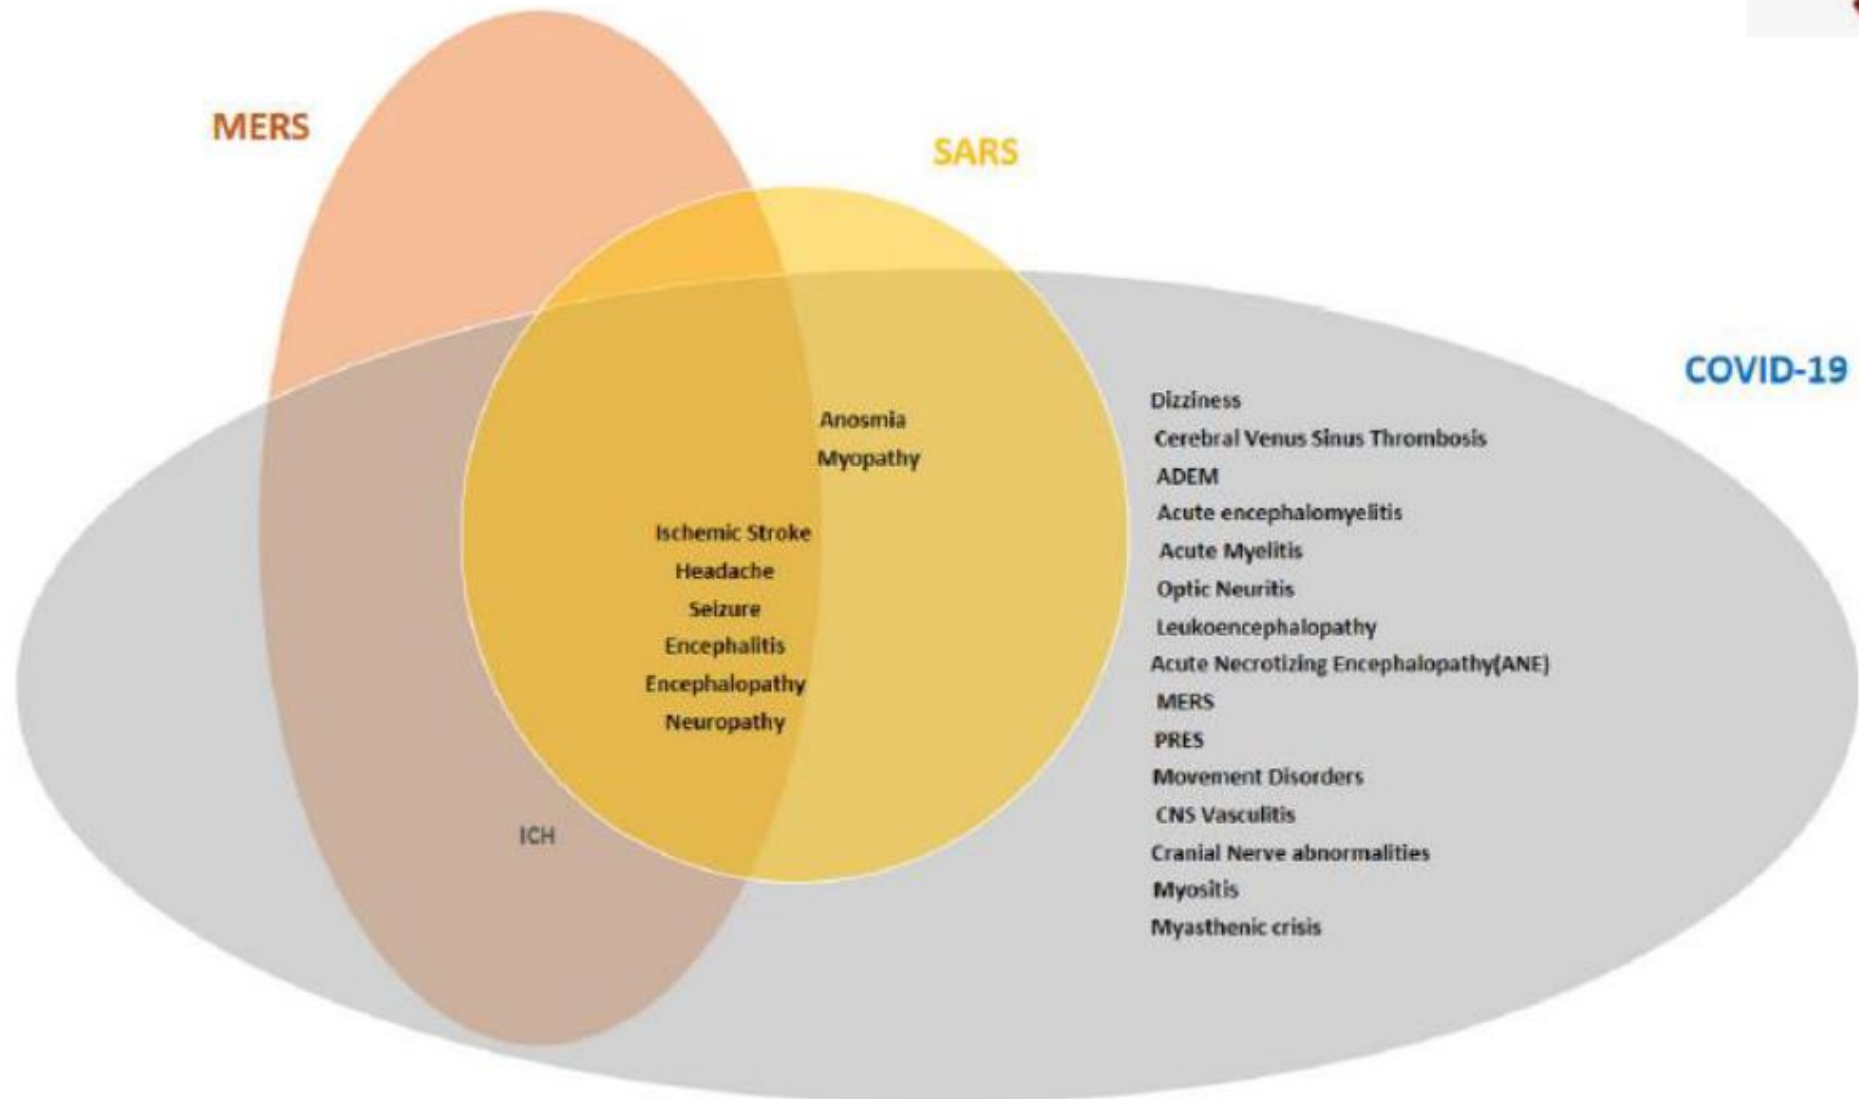 MERS
SARS
COVID-19
Anosmia
Myopathy
Ischemic Stroke
Headache
Seizure
Encephalitis
Encephalopathy
Neuropathy
ICH
Dizziness
Cerebral Venus Sinus Thrombosis
ADEM
Acute encephalomyelitis
Acute Myelitis
Optic Neuritis
Leukoencephalopathy
Acute Necrotizing Encephalopathy(ANE)
MERS
PRES
Movement Disorders
CNS Vasculitis
Cranial Nerve abnormalities
Myositis
Myasthenic crisis